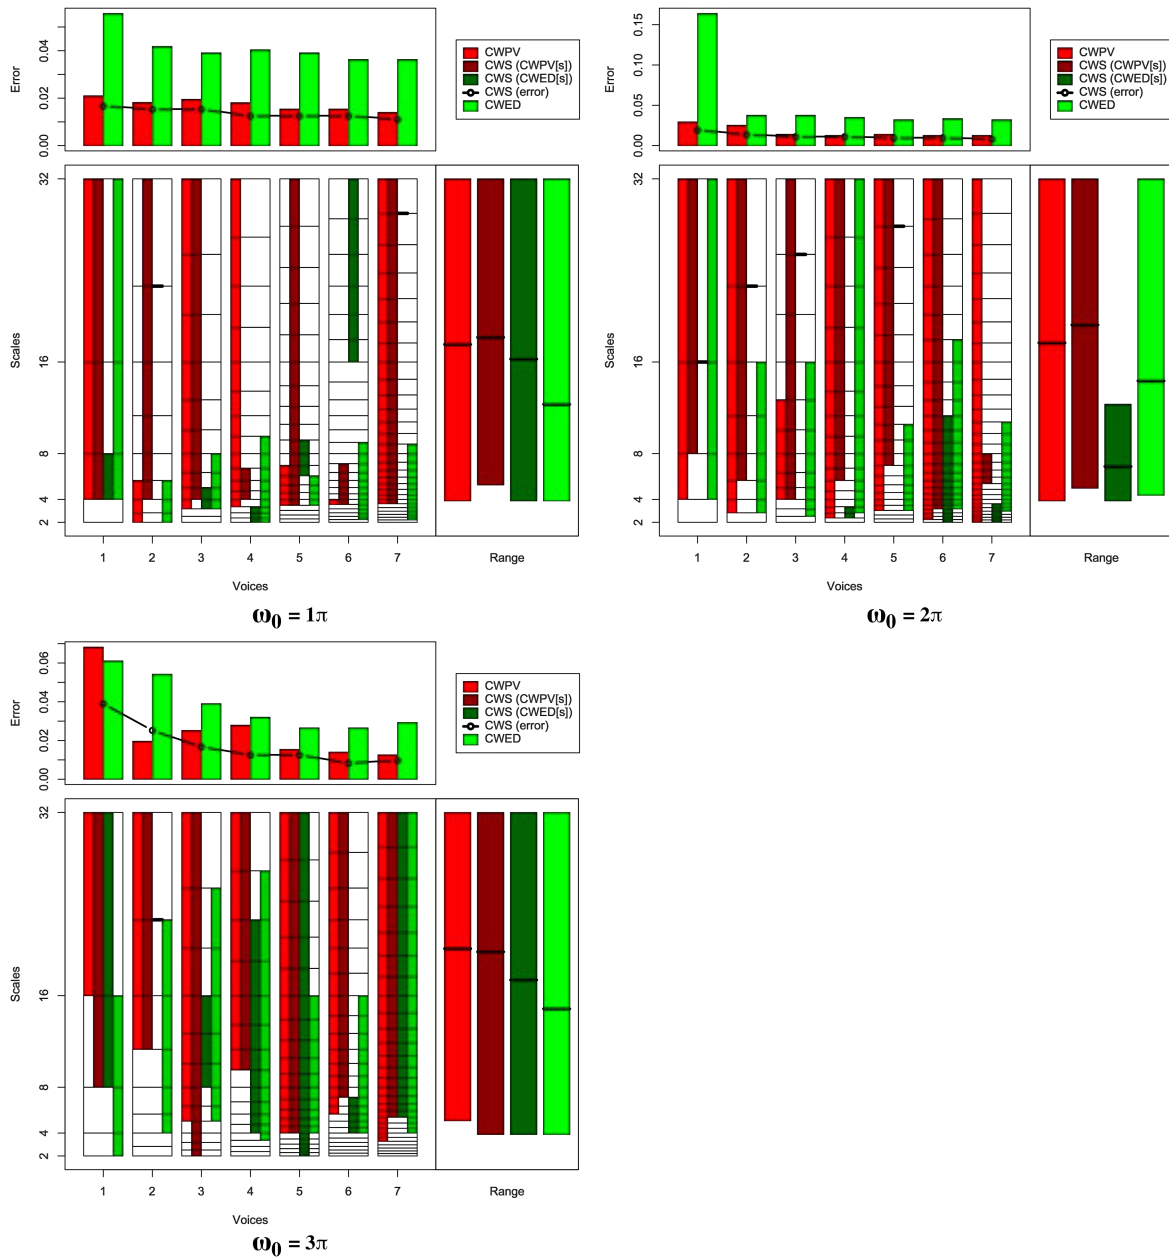 Error
0.00 0.02 0.04
CWPV
CWS (CWPV[s])
CWS (CWED[s])
CWS (error)
CWED
Scales
32
16
8
4
2
1 2 3 4 5 6 7
Range
Voices
ω0 = 1π
Error
0.00 0.05 0.10 0.15
CWPV
CWS (CWPV[s])
CWS (CWED[s])
CWS (error)
CWED
Scales
32
16
8
4
2
1 2 3 4 5 6 7
Range
Voices
ω0 = 2π
Error
0.00 0.02 0.04 0.06
CWPV
CWS (CWPV[s])
CWS (CWED[s])
CWS (error)
CWED
Scales
32
16
8
4
2
1 2 3 4 5 6 7
Range
Voices
ω0 = 3π